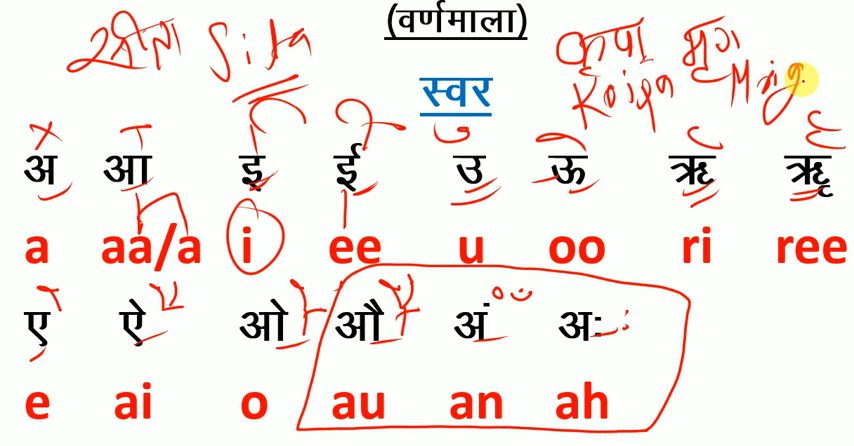 (वर्णमाला)
सीता Sita कृपा मृग
स्वर Kripa Mrig
अ आ इ ई उ ऊ ऋ ॠ
a aa/a i ee u oo ri ree
ए ऐ ओ औ अं अः
e ai o au an ah